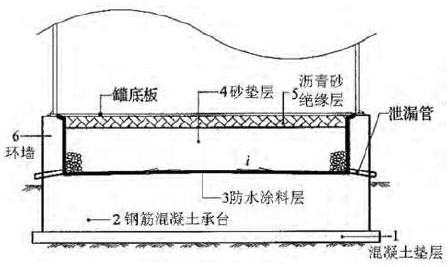 罐底板
4砂垫层
沥青砂
5绝缘层
泄漏管
6
环墙
i
3防水涂料层
2 钢筋混凝土承台
1
混凝土垫层